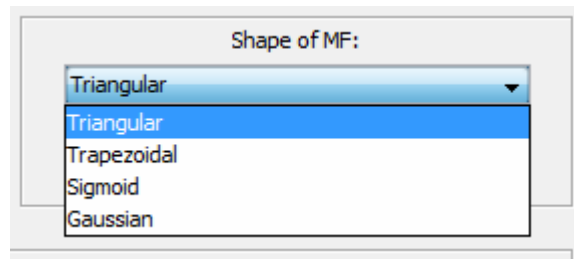 Shape of MF:
Triangular
Triangular
Trapezoidal
Sigmoid
Gaussian